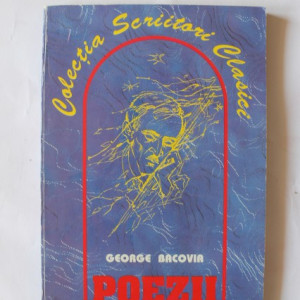 Colecția Scriitori Clasici
GEORGE BACOVIA
POEZII